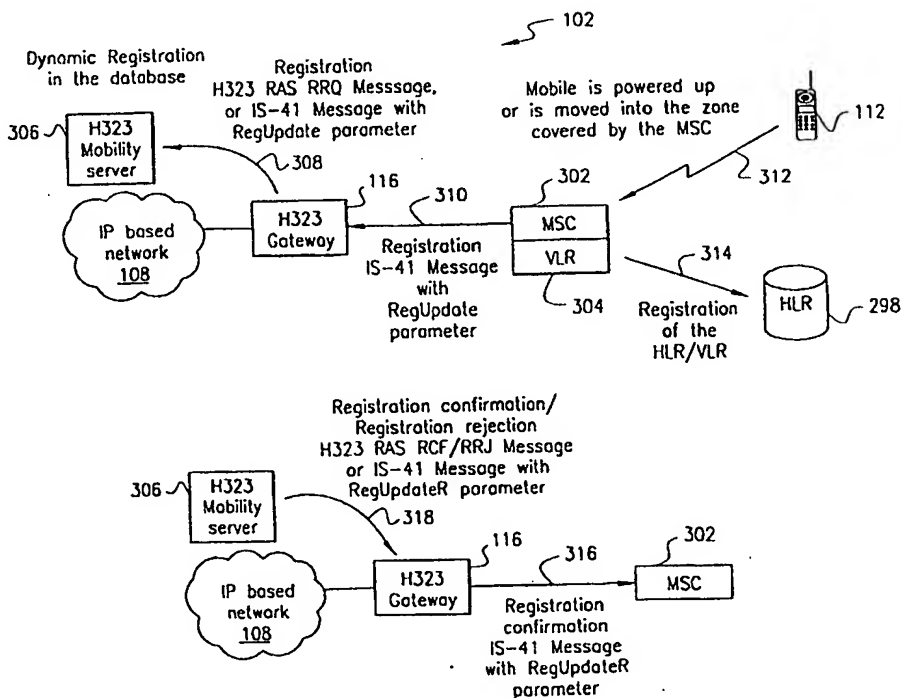 102
Dynamic Registration
in the database
Registration
H323 RAS RRQ Messsage,
or IS-41 Message with
RegUpdate parameter
Mobile is powered up
or is moved into the zone
covered by the MSC
112
306
H323
Mobility
server
308
116
310
302
312
IP based
network
108
H323
Gateway
Registration
IS-41 Message
with
RegUpdate
parameter
MSC
VLR
304
314
Registration
of the
HLR/VLR
HLR
298
Registration confirmation/
Registration rejection
H323 RAS RCF/RRJ Message
or IS-41 Message with
RegUpdateR parameter
306
H323
Mobility
server
318
116
316
302
IP based
network
108
H323
Gateway
MSC
Registration
confirmation
IS-41 Message
with RegUpdateR
parameter